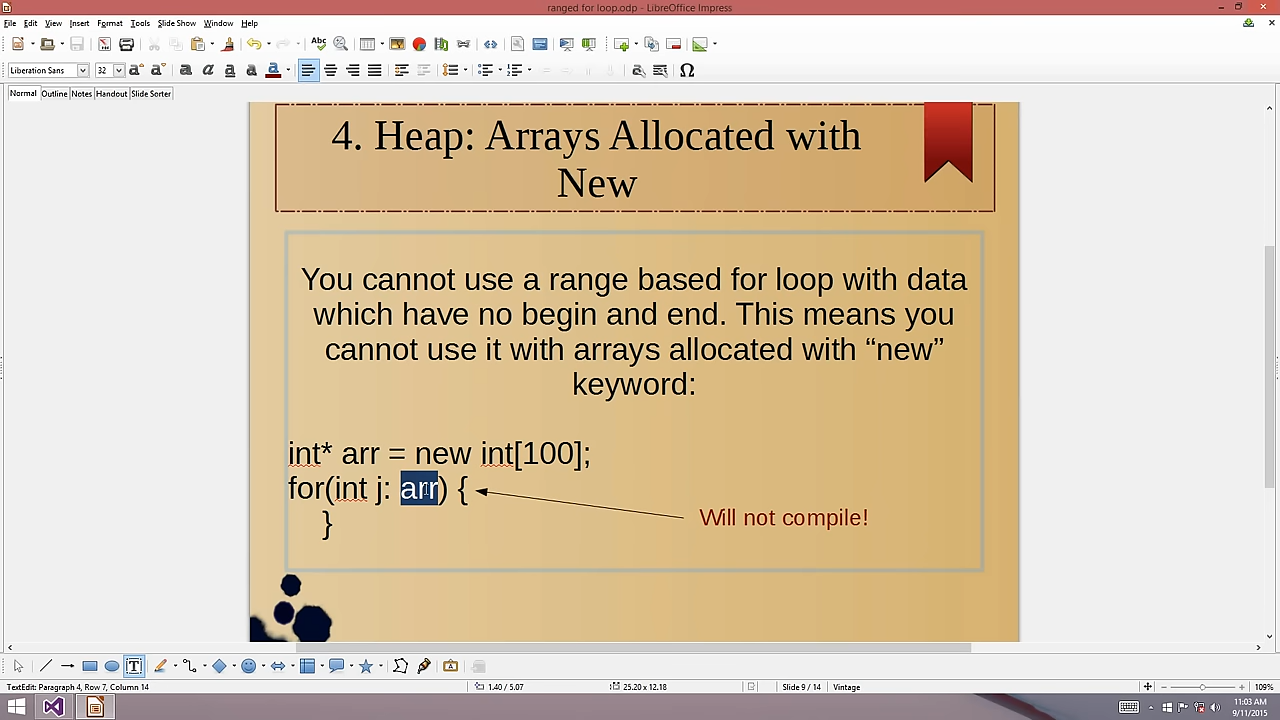 ranged for loop.odp - LibreOffice Impress
File Edit View Insert Format Tools Slide Show Window Help
Liberation Sans 32
Normal Outline Notes Handout Slide Sorter
4. Heap: Arrays Allocated with
New
You cannot use a range based for loop with data
which have no begin and end. This means you
cannot use it with arrays allocated with “new”
keyword:
int* arr = new int[100];
for(int j: arr) {
Will not compile!
}
TextEdit: Paragraph 4, Row 7, Column 14 1.40 / 5.07 25.20 x 12.18 Slide 9 / 14 Vintage 109%
11:03 AM
9/11/2015